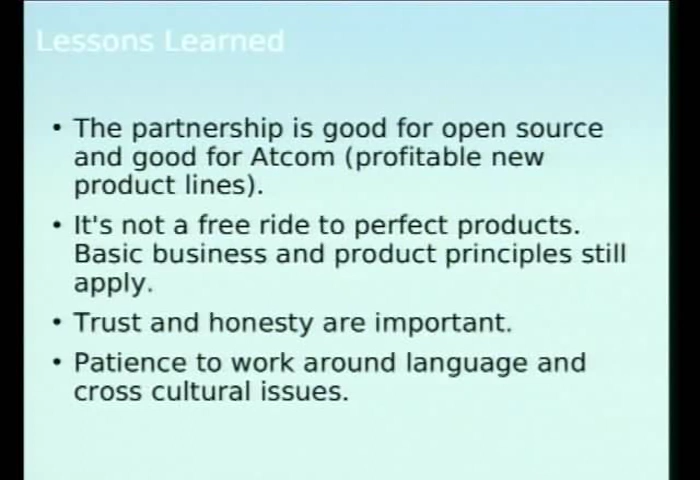 Lessons Learned
• The partnership is good for open source
and good for Atcom (profitable new
product lines).
• It's not a free ride to perfect products.
Basic business and product principles still
apply.
• Trust and honesty are important.
• Patience to work around language and
cross cultural issues.